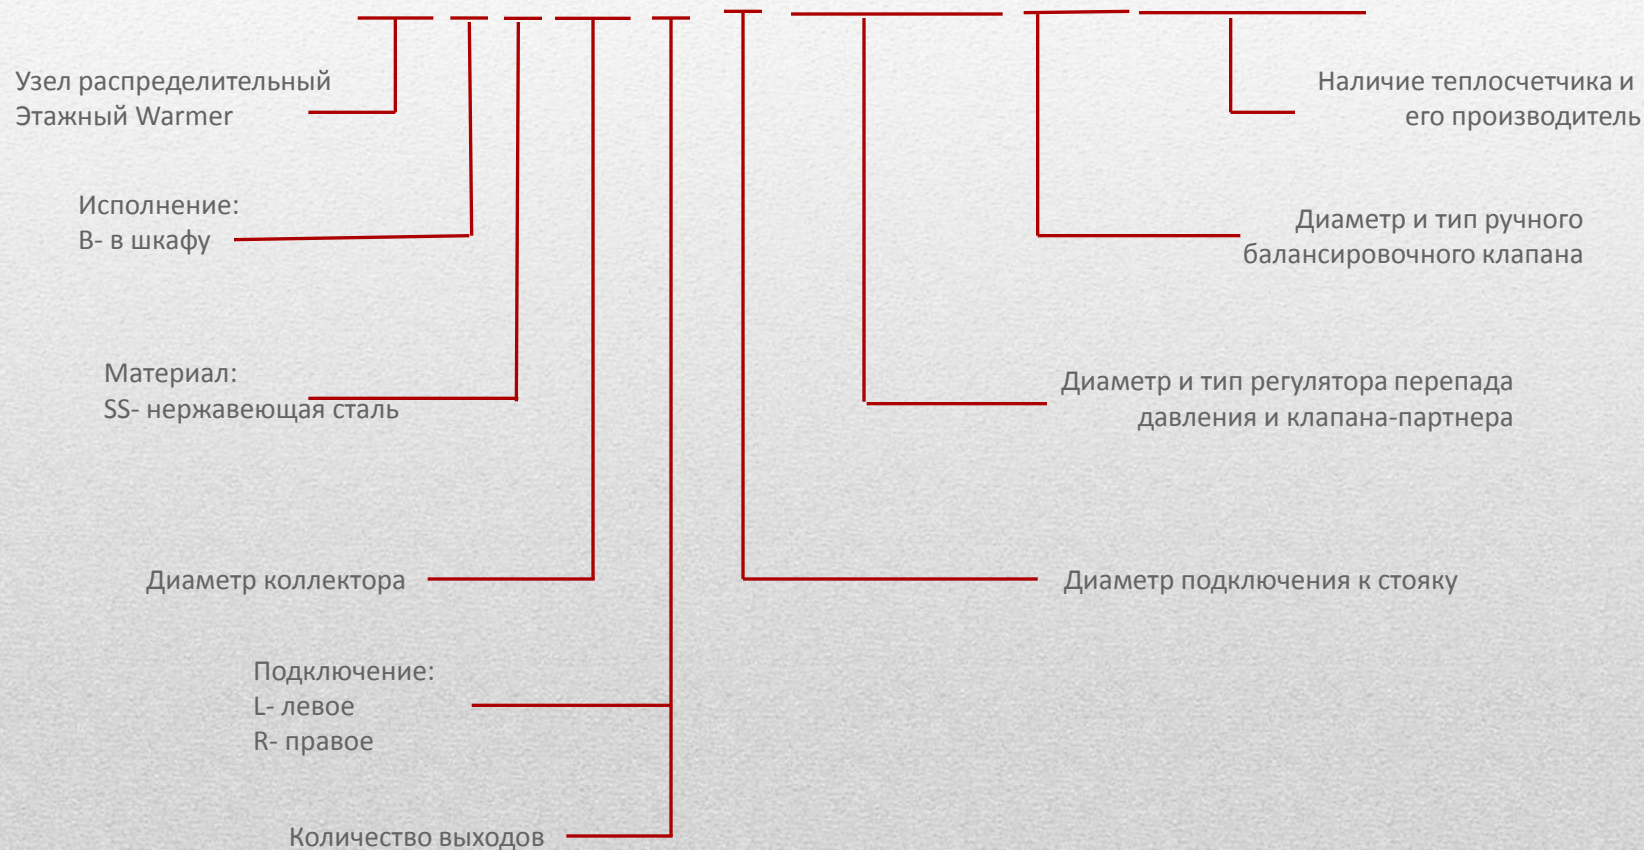 Узел распределительный
Этажный Warmer
Наличие теплосчетчика и
его производитель
Исполнение:
В- в шкафу
Диаметр и тип ручного
балансировочного клапана
Материал:
SS- нержавеющая сталь
Диаметр и тип регулятора перепада
давления и клапана-партнера
Диаметр коллектора
Диаметр подключения к стояку
Подключение:
L- левое
R- правое
Количество выходов